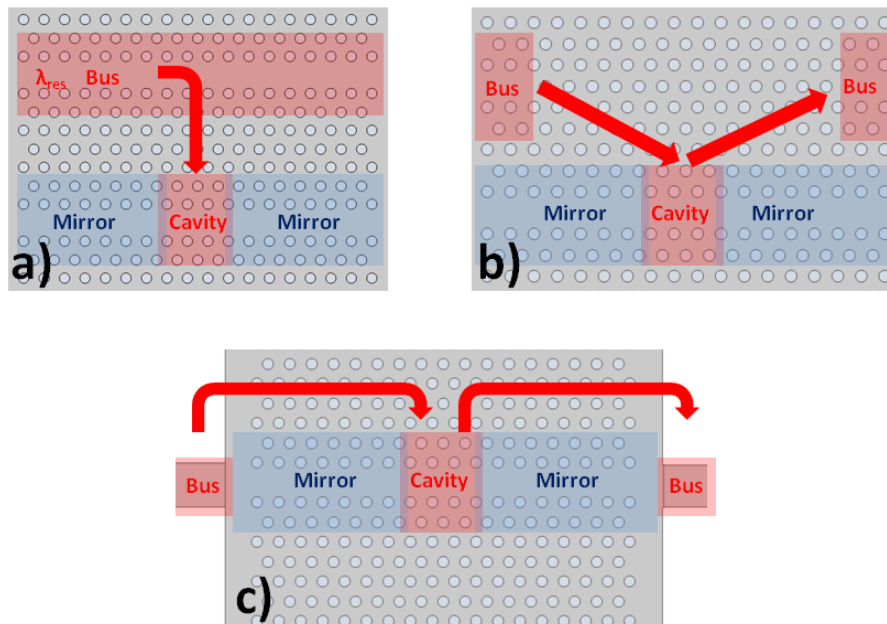 λres Bus
Mirror Cavity Mirror
a)
Bus Bus
Mirror Cavity Mirror
b)
Bus Mirror Cavity Mirror Bus
c)